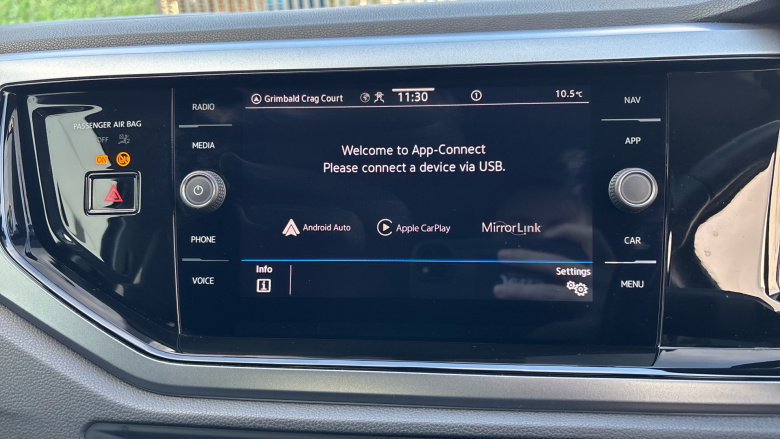 PASSENGER AIR BAG
OFF
ON
RADIO
MEDIA
PHONE
VOICE
Grimbald Crag Court
11:30
10.5°C
Welcome to App-Connect
Please connect a device via USB.
Android Auto
Apple CarPlay
MirrorLink
Info
Settings
NAV
APP
CAR
MENU